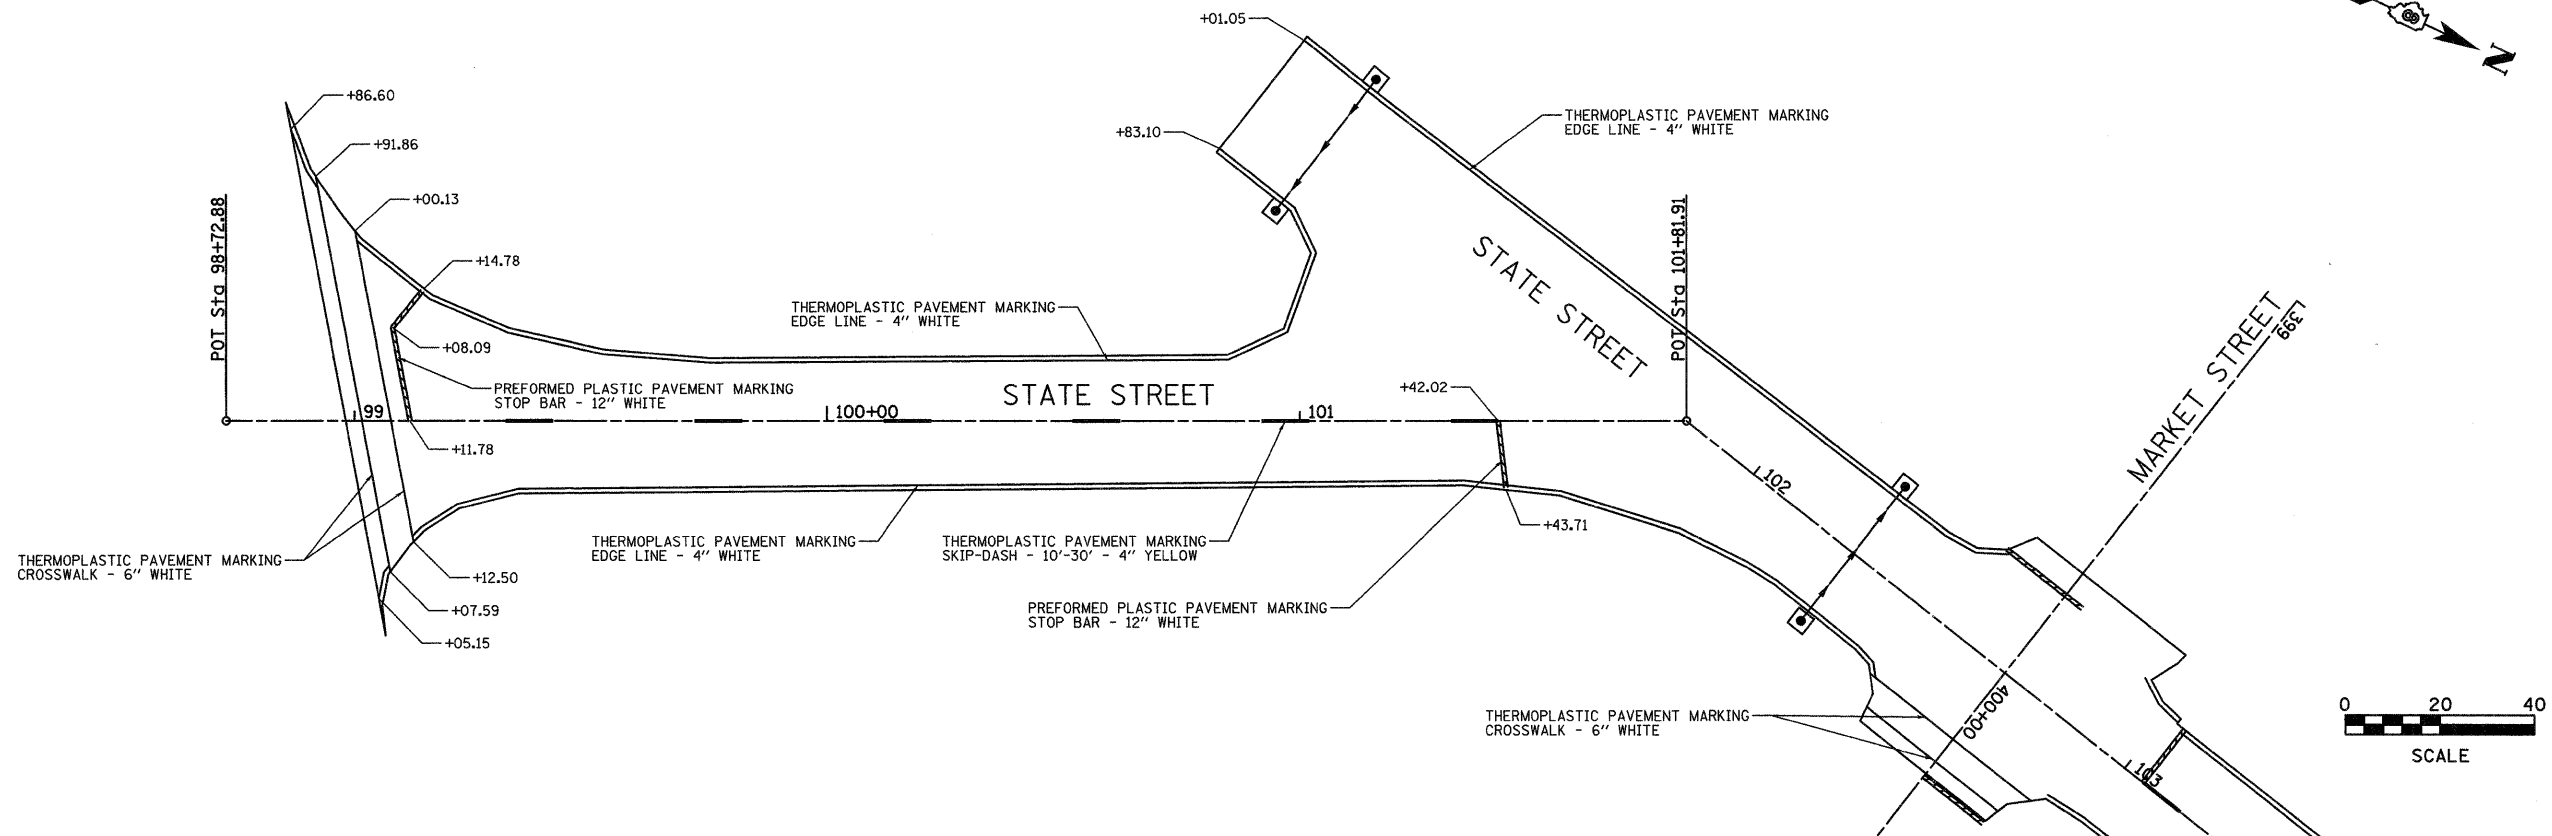 +01.05
N
+86.60
THERMOPLASTIC PAVEMENT MARKING
EDGE LINE - 4" WHITE
+83.10
+91.86
+00.13
POT Sta 98+72.88
POT Sta 101+81.91
+14.78
STATE STREET
THERMOPLASTIC PAVEMENT MARKING
EDGE LINE - 4" WHITE
MARKET STREET
399
+08.09
PREFORMED PLASTIC PAVEMENT MARKING
STOP BAR - 12" WHITE
STATE STREET
+42.02
99
100+00
101
+11.78
102
+43.71
THERMOPLASTIC PAVEMENT MARKING
CROSSWALK - 6" WHITE
THERMOPLASTIC PAVEMENT MARKING
EDGE LINE - 4" WHITE
THERMOPLASTIC PAVEMENT MARKING
SKIP-DASH - 10'-30' - 4" YELLOW
+12.50
+07.59
PREFORMED PLASTIC PAVEMENT MARKING
STOP BAR - 12" WHITE
+05.15
400+00
THERMOPLASTIC PAVEMENT MARKING
CROSSWALK - 6" WHITE
0 20 40
SCALE
103